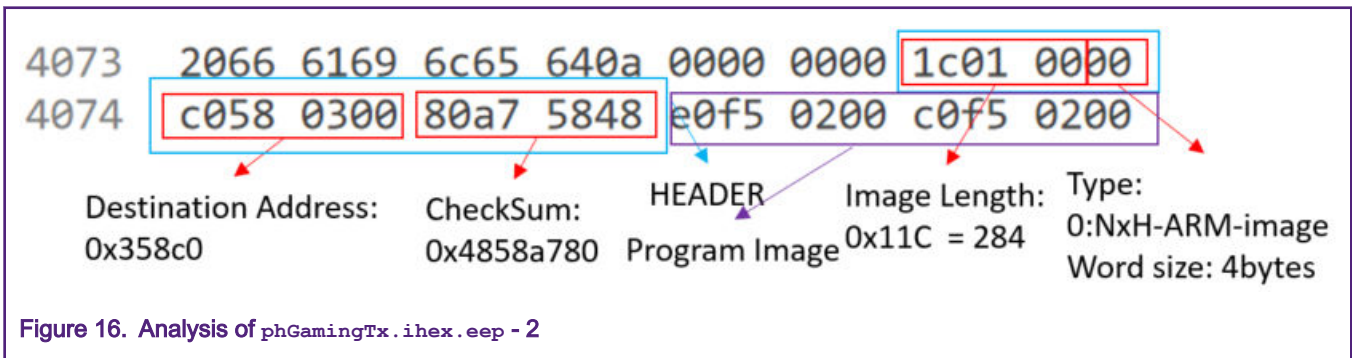 4073 2066 6169 6c65 640a 0000 0000 1c01 0000
4074 c058 0300 80a7 5848 e0f5 0200 c0f5 0200
Destination Address:
0x358c0
CheckSum:
0x4858a780
HEADER
Program Image
Image Length:
0x11C = 284
Type:
0:NxH-ARM-image
Word size: 4bytes
Figure 16. Analysis of phGamingTx.ihex.eep - 2